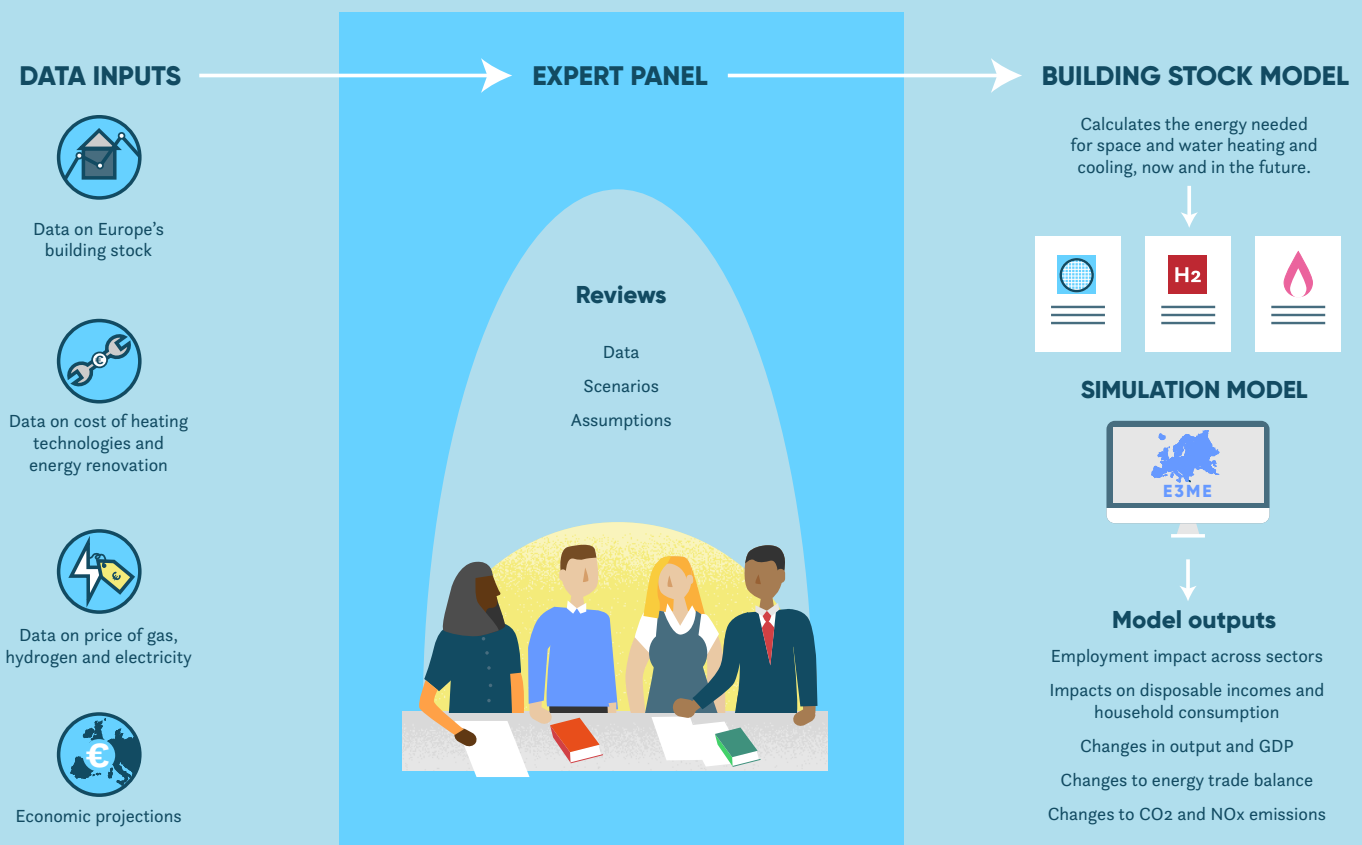 DATA INPUTS
Data on Europe's
building stock
€
Data on cost of heating
technologies and
energy renovation
€
Data on price of gas,
hydrogen and electricity
€
Economic projections
EXPERT PANEL
Reviews
Data
Scenarios
Assumptions
BUILDING STOCK MODEL
Calculates the energy needed
for space and water heating and
cooling, now and in the future.
H2
SIMULATION MODEL
E3ME
Model outputs
Employment impact across sectors
Impacts on disposable incomes and
household consumption
Changes in output and GDP
Changes to energy trade balance
Changes to CO2 and NOx emissions